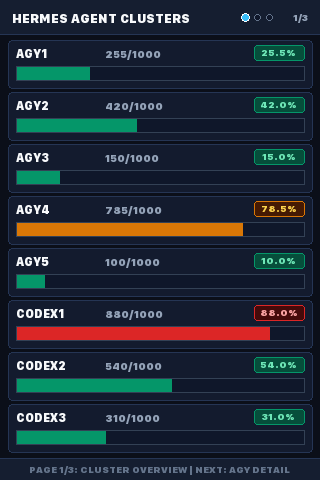 HERMES AGENT CLUSTERS 1/3
AGY1 255/1000 25.5%
AGY2 420/1000 42.0%
AGY3 150/1000 15.0%
AGY4 785/1000 78.5%
AGY5 100/1000 10.0%
CODEX1 880/1000 88.0%
CODEX2 540/1000 54.0%
CODEX3 310/1000 31.0%
PAGE 1/3: CLUSTER OVERVIEW | NEXT: AGY DETAIL